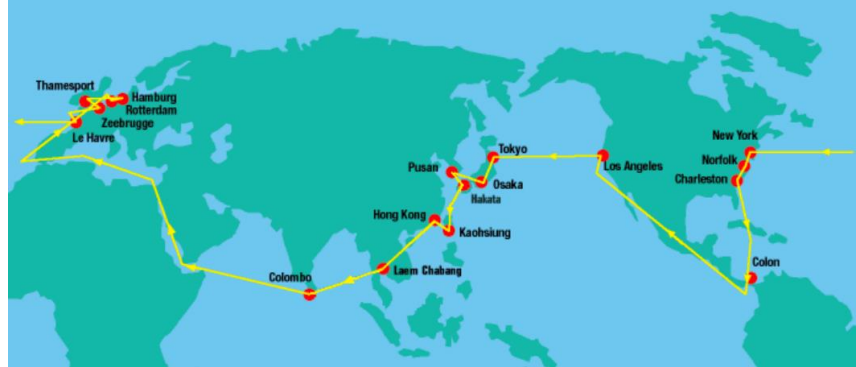 Thamesport
Hamburg
Rotterdam
Zeebrugge
Le Havre
New York
Tokyo
Los Angeles
Norfolk
Pusan
Charleston
Osaka
Hakata
Hong Kong
Kaohsiung
Colon
Laem Chabang
Colombo